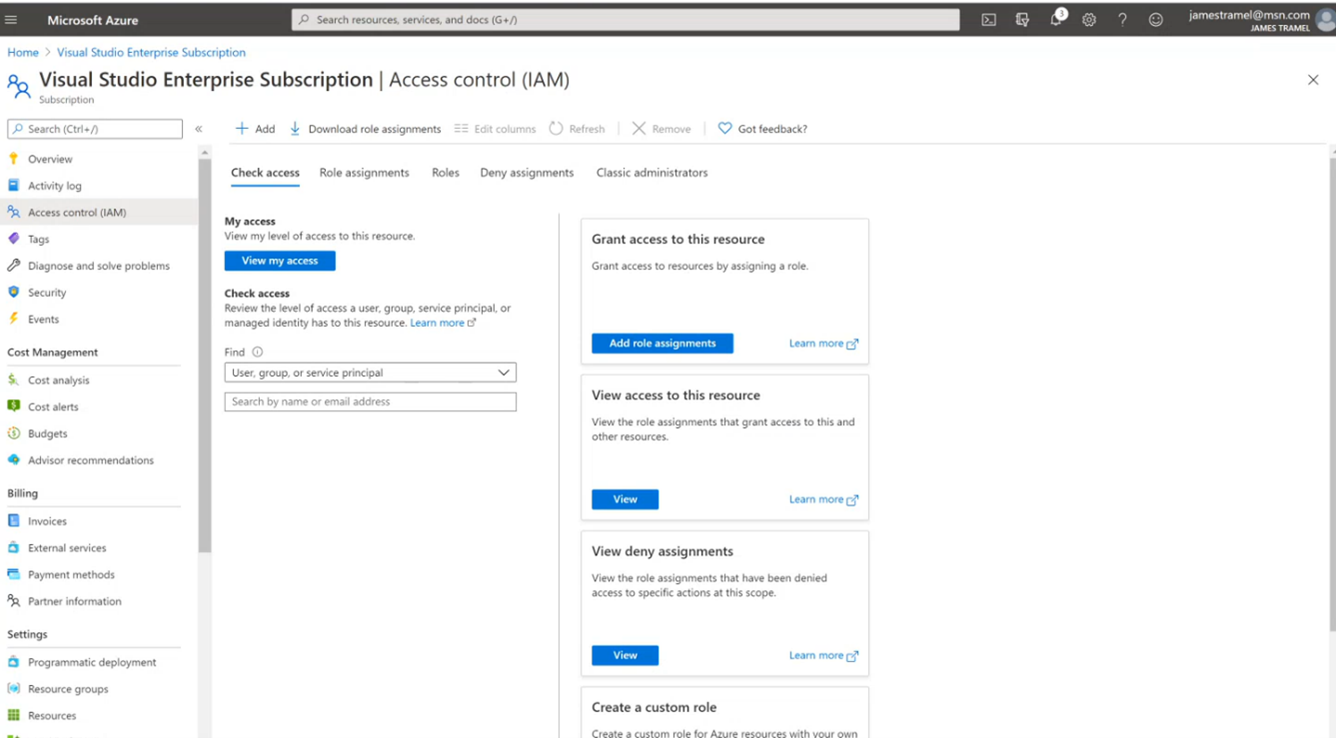 Microsoft Azure
Search resources, services, and docs (G+/)
3
jamestramel@msn.com
JAMES TRAMEL
Home > Visual Studio Enterprise Subscription
Visual Studio Enterprise Subscription | Access control (IAM)
Subscription
Search (Ctrl+/)
«
Overview
Activity log
Access control (IAM)
Tags
Diagnose and solve problems
Security
Events
Cost Management
Cost analysis
Cost alerts
Budgets
Advisor recommendations
Billing
Invoices
External services
Payment methods
Partner information
Settings
Programmatic deployment
Resource groups
Resources
Add Download role assignments Edit columns Refresh | Remove | Got feedback?
Check access Role assignments Roles Deny assignments Classic administrators
My access
View my level of access to this resource.
View my access
Check access
Review the level of access a user, group, service principal, or
managed identity has to this resource. Learn more
Find
User, group, or service principal
Search by name or email address
Grant access to this resource
Grant access to resources by assigning a role.
Add role assignments Learn more
View access to this resource
View the role assignments that grant access to this and
other resources.
View Learn more
View deny assignments
View the role assignments that have been denied
access to specific actions at this scope.
View Learn more
Create a custom role
Create a custom role for Azure resources with your own